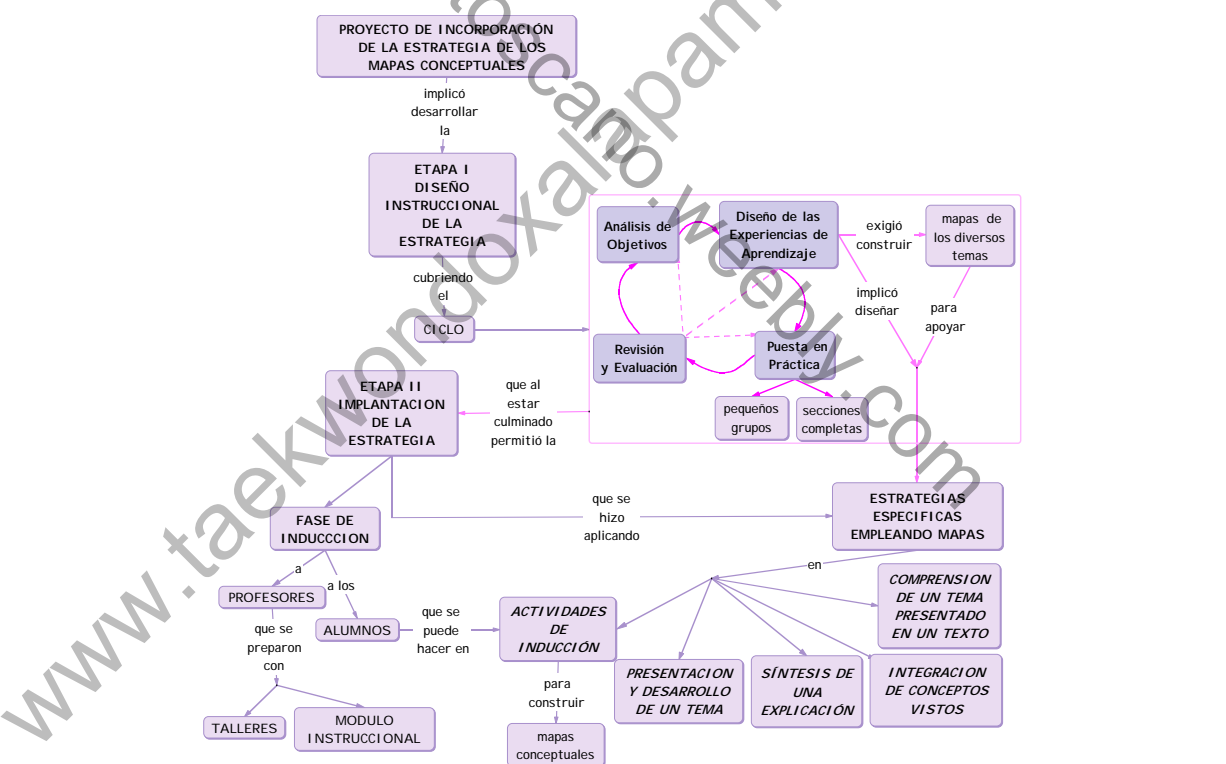 PROYECTO DE INCORPORACIÓN
DE LA ESTRATEGIA DE LOS
MAPAS CONCEPTUALES
implicó
desarrollar
la
ETAPA I
DISEÑO
INSTRUCCIONAL
DE LA
ESTRATEGIA
cubriendo
el
CICLO
Análisis de
Objetivos
Diseño de las
Experiencias de
Aprendizaje
exigió
construir
mapas de
los diversos
temas
implicó
diseñar
para
apoyar
Revisión
y Evaluación
Puesta en
Práctica
pequeños
grupos
secciones
completas
ETAPA II
IMPLANTACION
DE LA
ESTRATEGIA
que al
estar
culminado
permitió la
FASE DE
INDUCCCION
que se
hizo
aplicando
ESTRATEGIAS
ESPECIFICAS
EMPLEANDO MAPAS
a
a los
PROFESORES
ALUMNOS
que se
preparon
con
TALLERES
MODULO
INSTRUCCIONAL
que se
puede
hacer en
ACTIVIDADES
DE
INDUCCIÓN
para
construir
mapas
conceptuales
en
PRESENTACION
Y DESARROLLO
DE UN TEMA
SÍNTESIS DE
UNA
EXPLICACIÓN
COMPRENSION
DE UN TEMA
PRESENTADO
EN UN TEXTO
INTEGRACION
DE CONCEPTOS
VISTOS
www.taekwondoxaltapam
oscano.weebly.com